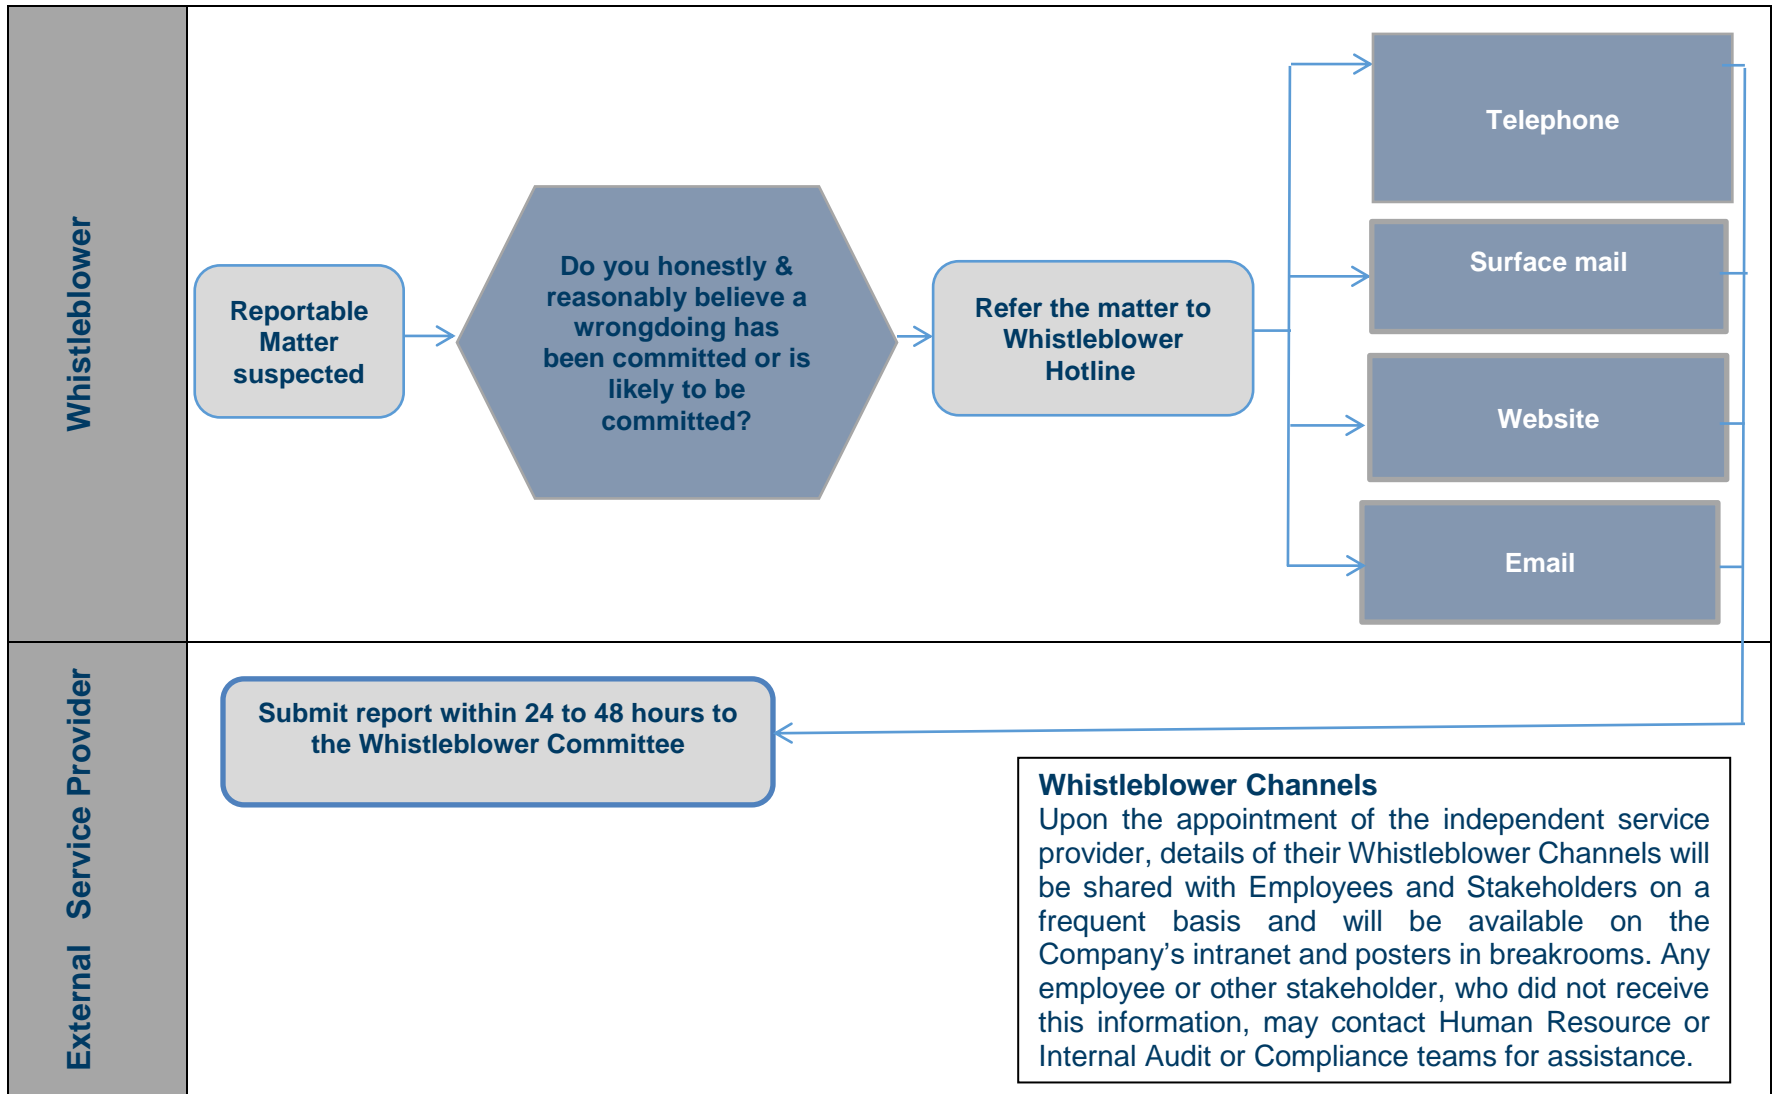 Whistleblower
Reportable
Matter
suspected
Do you honestly &
reasonably believe a
wrongdoing has
been committed or is
likely to be
committed?
Refer the matter to
Whistleblower
Hotline
Telephone
Surface mail
Website
Email
External Service Provider
Submit report within 24 to 48 hours to
the Whistleblower Committee
Whistleblower Channels
Upon the appointment of the independent service
provider, details of their Whistleblower Channels will
be shared with Employees and Stakeholders on a
frequent basis and will be available on the
Company’s intranet and posters in breakrooms. Any
employee or other stakeholder, who did not receive
this information, may contact Human Resource or
Internal Audit or Compliance teams for assistance.